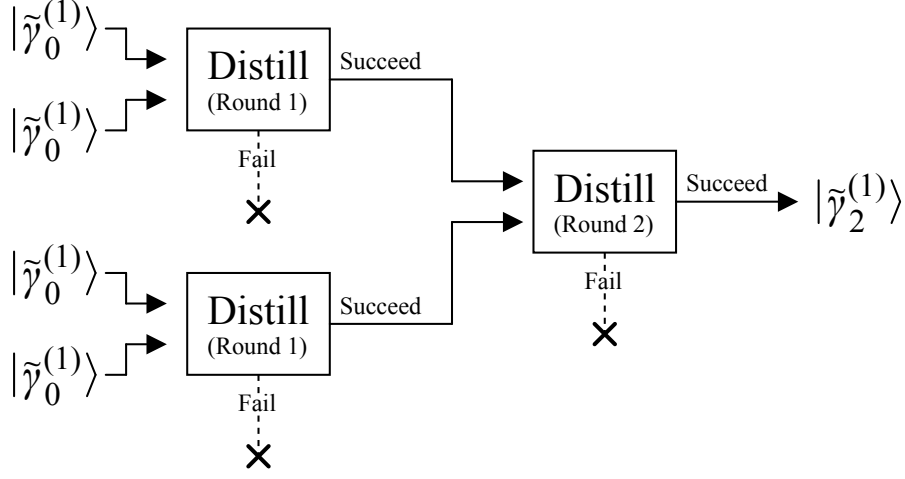 |γ̃₀⁽¹⁾⟩
|γ̃₀⁽¹⁾⟩
Distill
(Round 1)
Succeed
Fail
Distill
(Round 2)
Succeed
|γ̃₂⁽¹⁾⟩
Fail
|γ̃₀⁽¹⁾⟩
|γ̃₀⁽¹⁾⟩
Distill
(Round 1)
Succeed
Fail